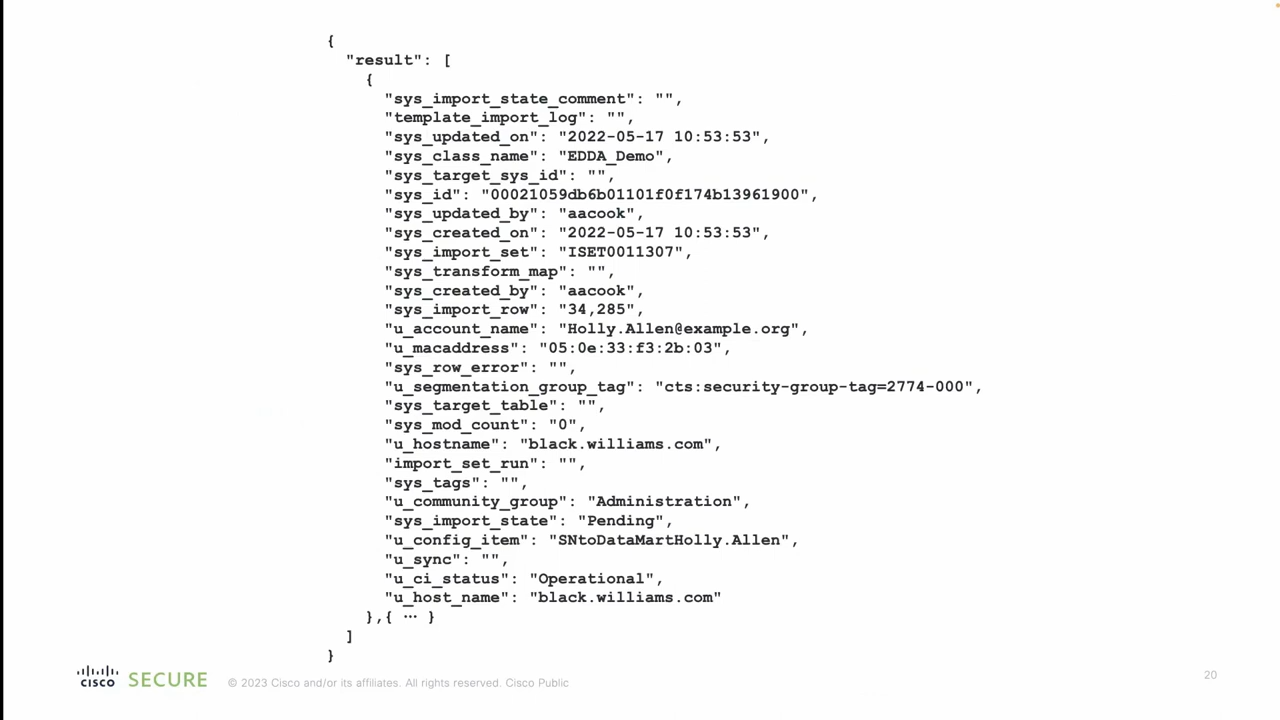 {
"result": [
{
"sys_import_state_comment": "",
"template_import_log": "",
"sys_updated_on": "2022-05-17 10:53:53",
"sys_class_name": "EDDA_Demo",
"sys_target_sys_id": "",
"sys_id": "00021059db6b01101f0f174b13961900",
"sys_updated_by": "aacook",
"sys_created_on": "2022-05-17 10:53:53",
"sys_import_set": "ISET0011307",
"sys_transform_map": "",
"sys_created_by": "aacook",
"sys_import_row": "34,285",
"u_account_name": "Holly.Allen@example.org",
"u_macaddress": "05:0e:33:f3:2b:03",
"sys_row_error": "",
"u_segmentation_group_tag": "cts:security-group-tag=2774-000",
"sys_target_table": "",
"sys_mod_count": "0",
"u_hostname": "black.williams.com",
"import_set_run": "",
"sys_tags": "",
"u_community_group": "Administration",
"sys_import_state": "Pending",
"u_config_item": "SNtoDataMartHolly.Allen",
"u_sync": "",
"u_ci_status": "Operational",
"u_host_name": "black.williams.com"
},{ … }
]
}
CISCO SECURE © 2023 Cisco and/or its affiliates. All rights reserved. Cisco Public 20